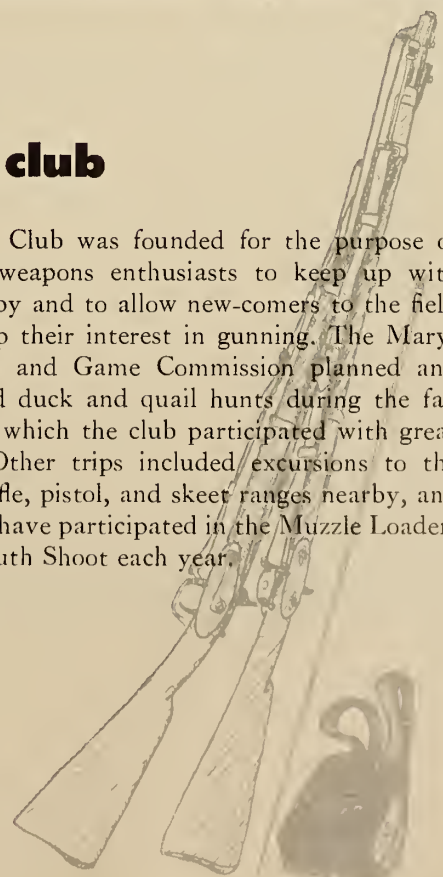 club
Club was founded for the purpose o
weapons enthusiasts to keep up wit
by and to allow new-comers to the fiel
p their interest in gunning. The Mary
and Game Commission planned an
d duck and quail hunts during the fa
which the club participated with grea
Other trips included excursions to th
fle, pistol, and skeet ranges nearby, an
have participated in the Muzzle Loader
uth Shoot each year.